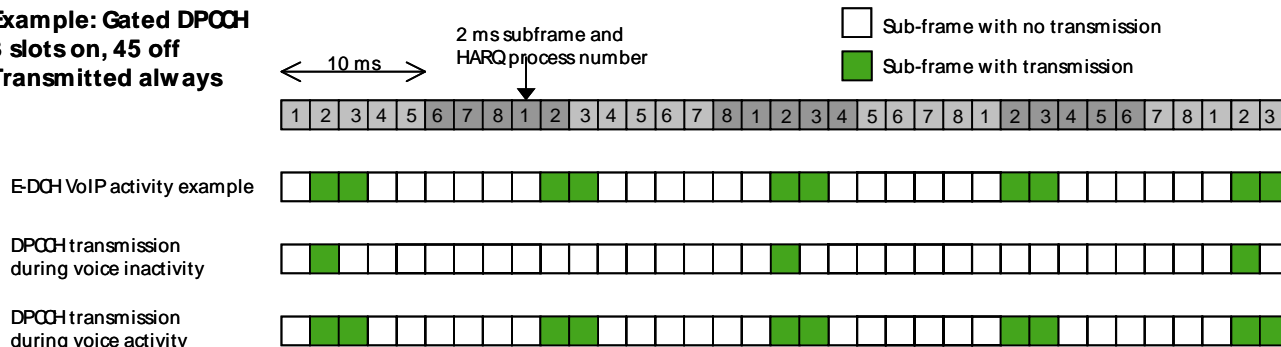 Example: Gated DPCCH
3 slots on, 45 off
Transmitted always
10 ms
2 ms subframe and
HARQ process number
Sub-frame with no transmission
Sub-frame with transmission
1 2 3 4 5 6 7 8 1 2 3 4 5 6 7 8 1 2 3 4 5 6 7 8 1 2 3 4 5 6 7 8 1 2 3
E-DCH VoIP activity example
DPCCH transmission
during voice inactivity
DPCCH transmission
during voice activity